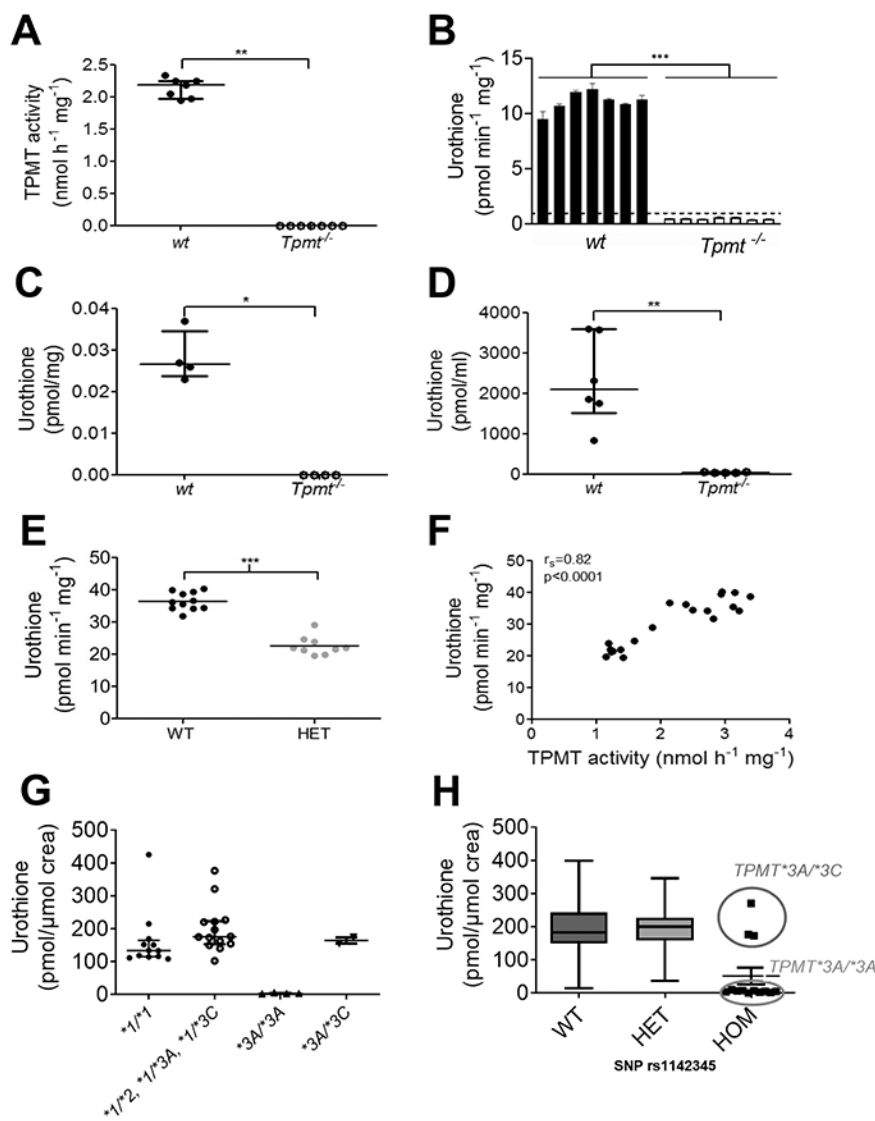 A
TPMT activity
(nmol h⁻¹ mg⁻¹)
2.5
2.0
1.5
1.0
0.5
0.0
**
wt
Tpmt⁻/⁻
B
Urothione
(pmol min⁻¹ mg⁻¹)
15
10
5
0
***
wt
Tpmt ⁻/⁻
C
Urothione
(pmol/mg)
0.04
0.03
0.02
0.01
0.00
*
wt
Tpmt⁻/⁻
D
Urothione
(pmol/ml)
4000
3000
2000
1000
0
**
wt
Tpmt⁻/⁻
E
Urothione
(pmol min⁻¹ mg⁻¹)
50
40
30
20
10
0
***
WT
HET
F
Urothione
(pmol min⁻¹ mg⁻¹)
50
40
30
20
10
0
rs=0.82
p<0.0001
0 1 2 3 4
TPMT activity (nmol h⁻¹ mg⁻¹)
G
Urothione
(pmol/µmol crea)
500
400
300
200
100
0
*1/*1
*1/*2, *1/*3A, *1/*3C
*3A/*3A
*3A/*3C
H
Urothione
(pmol/µmol crea)
500
400
300
200
100
0
TPMT*3A/*3C
TPMT*3A/*3A
WT
HET
HOM
SNP rs1142345